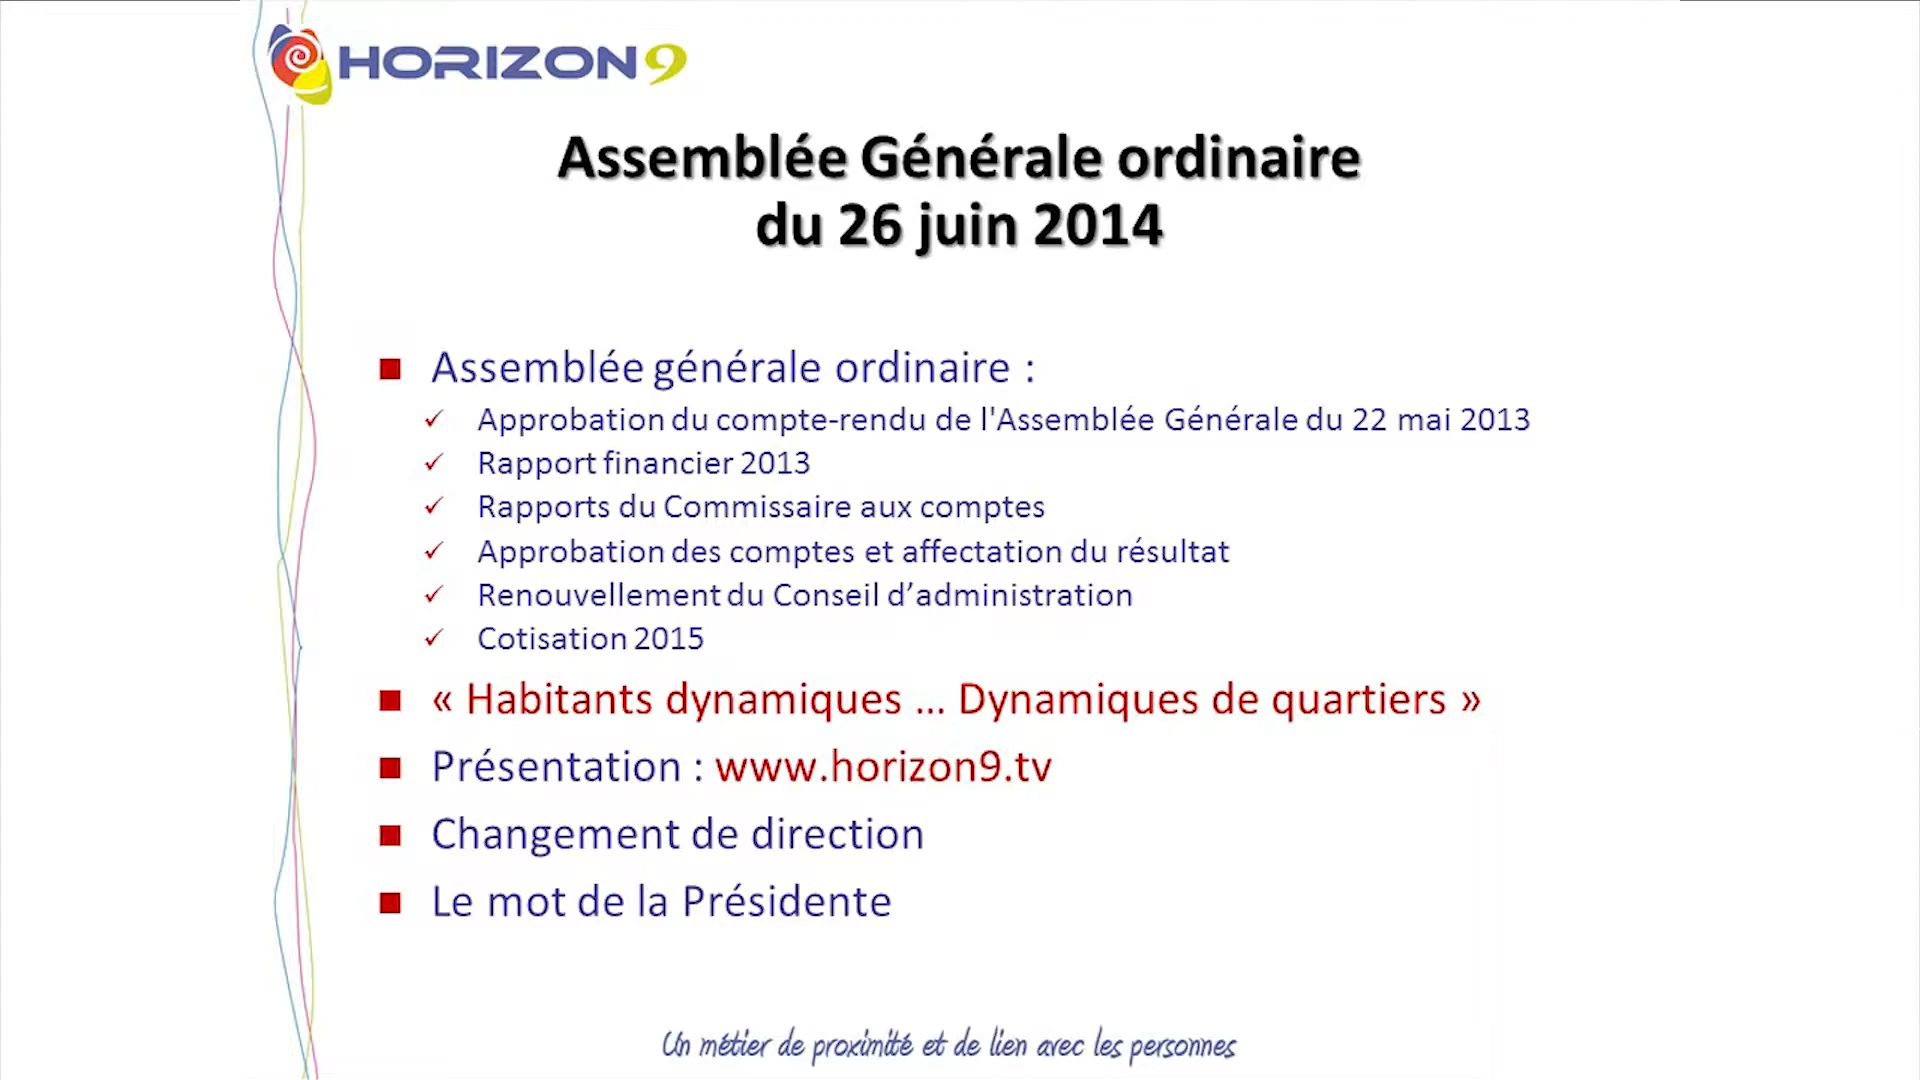 HORIZON9
Assemblée Générale ordinaire
du 26 juin 2014
Assemblée générale ordinaire :
Approbation du compte-rendu de l'Assemblée Générale du 22 mai 2013
Rapport financier 2013
Rapports du Commissaire aux comptes
Approbation des comptes et affectation du résultat
Renouvellement du Conseil d’administration
Cotisation 2015
« Habitants dynamiques ... Dynamiques de quartiers »
Présentation : www.horizon9.tv
Changement de direction
Le mot de la Présidente
Un métier de proximité et de lien avec les personnes